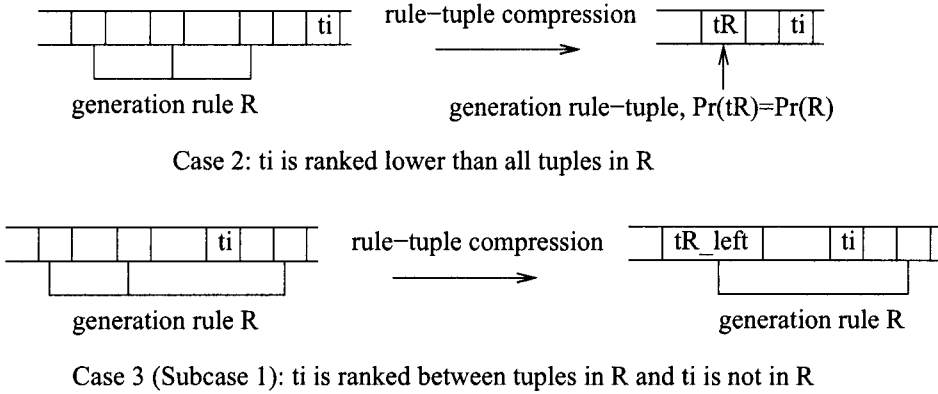 rule−tuple compression
ti
tR
ti
generation rule R
generation rule−tuple, Pr(tR)=Pr(R)
Case 2: ti is ranked lower than all tuples in R
ti
rule−tuple compression
tR_left
ti
generation rule R
generation rule R
Case 3 (Subcase 1): ti is ranked between tuples in R and ti is not in R